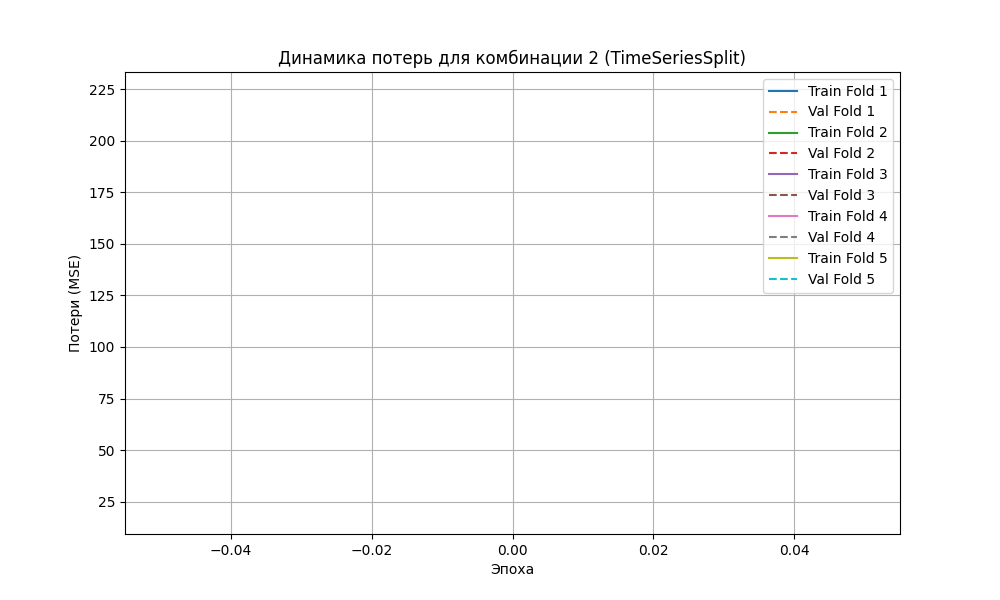 Динамика потерь для комбинации 2 (TimeSeriesSplit)
225
200
175
150
125
100
75
50
25
Потери (MSE)
Train Fold 1
Val Fold 1
Train Fold 2
Val Fold 2
Train Fold 3
Val Fold 3
Train Fold 4
Val Fold 4
Train Fold 5
Val Fold 5
−0.04 −0.02 0.00 0.02 0.04
Эпоха